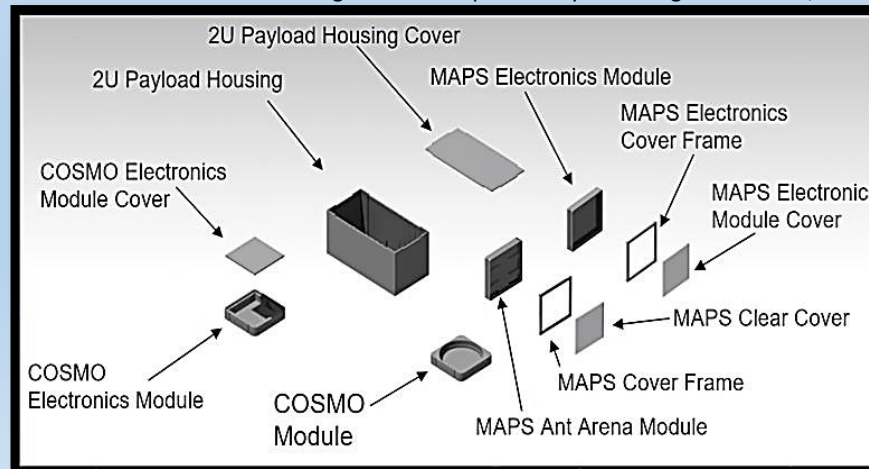 2U Payload Housing Cover
2U Payload Housing
MAPS Electronics Module
MAPS Electronics
Cover Frame
COSMO Electronics
Module Cover
MAPS Electronic
Module Cover
MAPS Clear Cover
COSMO
Electronics Module
MAPS Cover Frame
COSMO
Module
MAPS Ant Arena Module